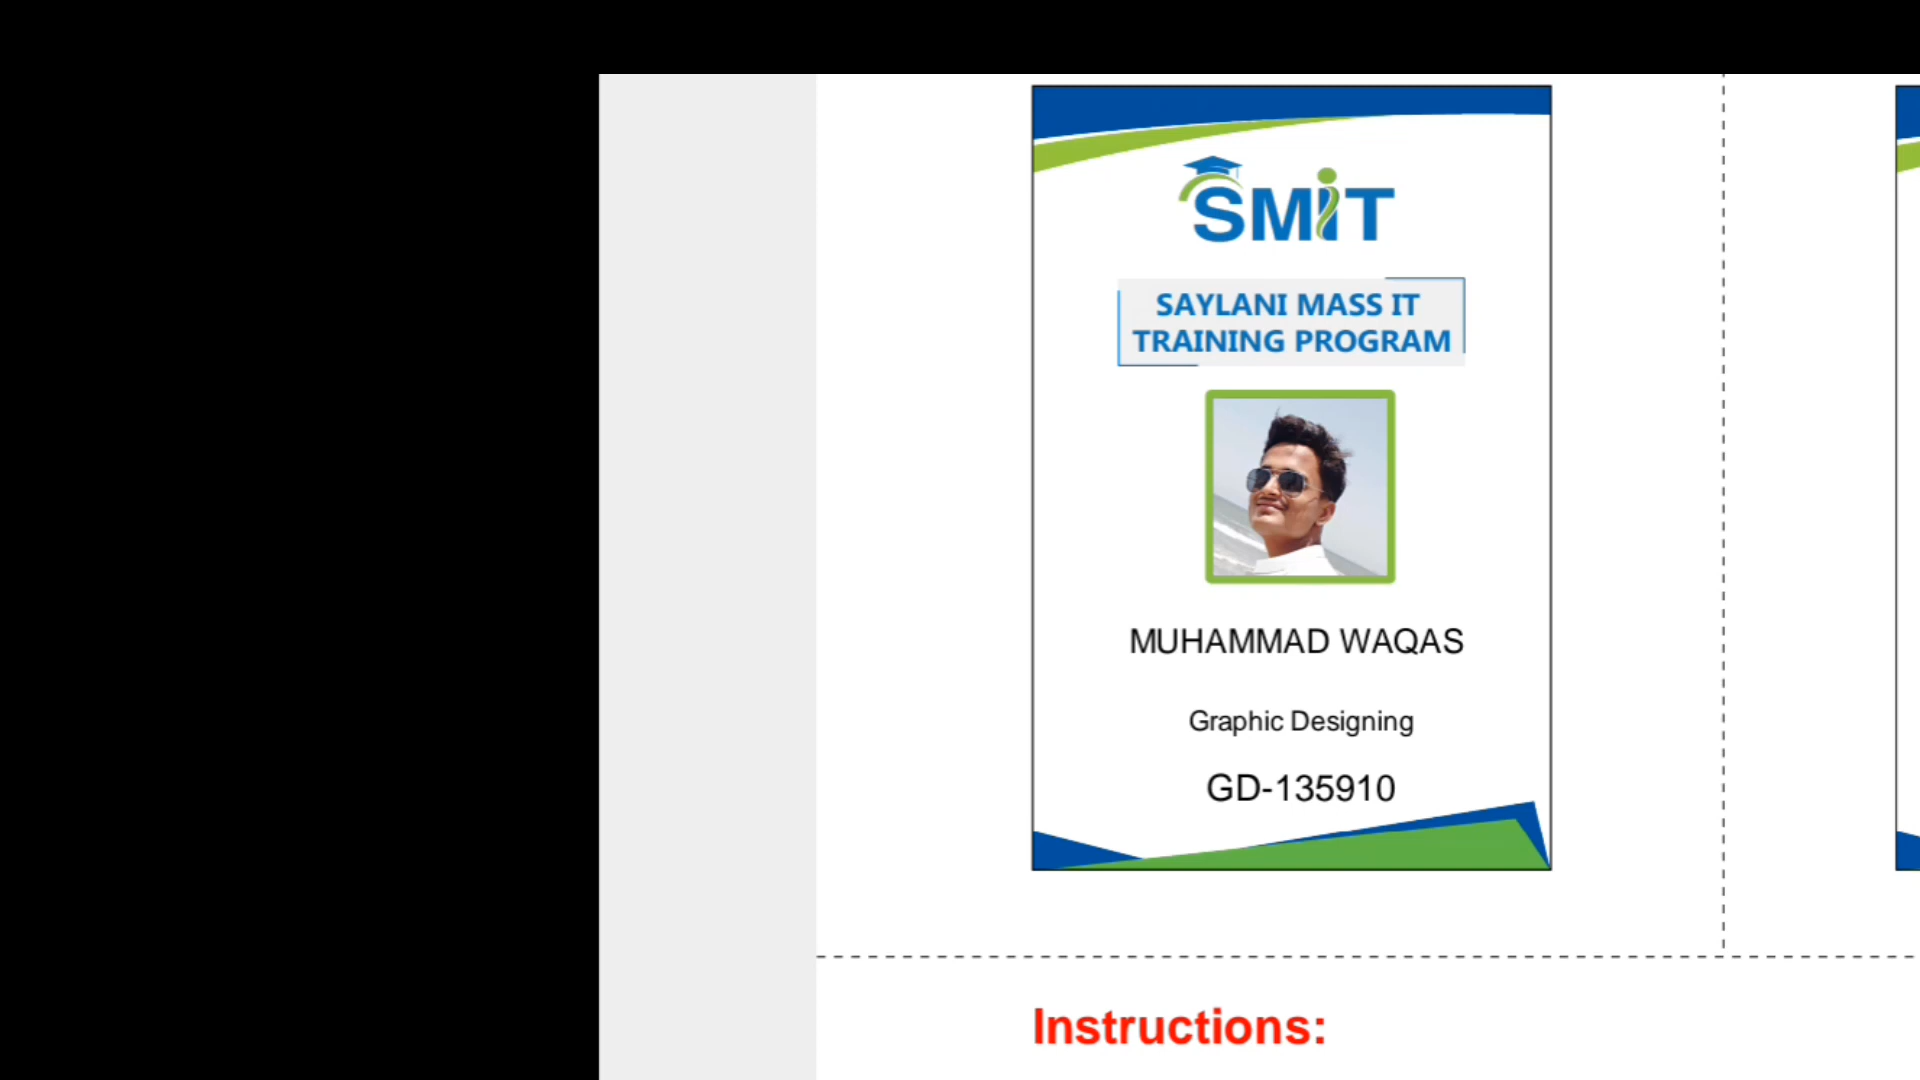 SMiT
SAYLANI MASS IT
TRAINING PROGRAM
MUHAMMAD WAQAS
Graphic Designing
GD-135910
Instructions: